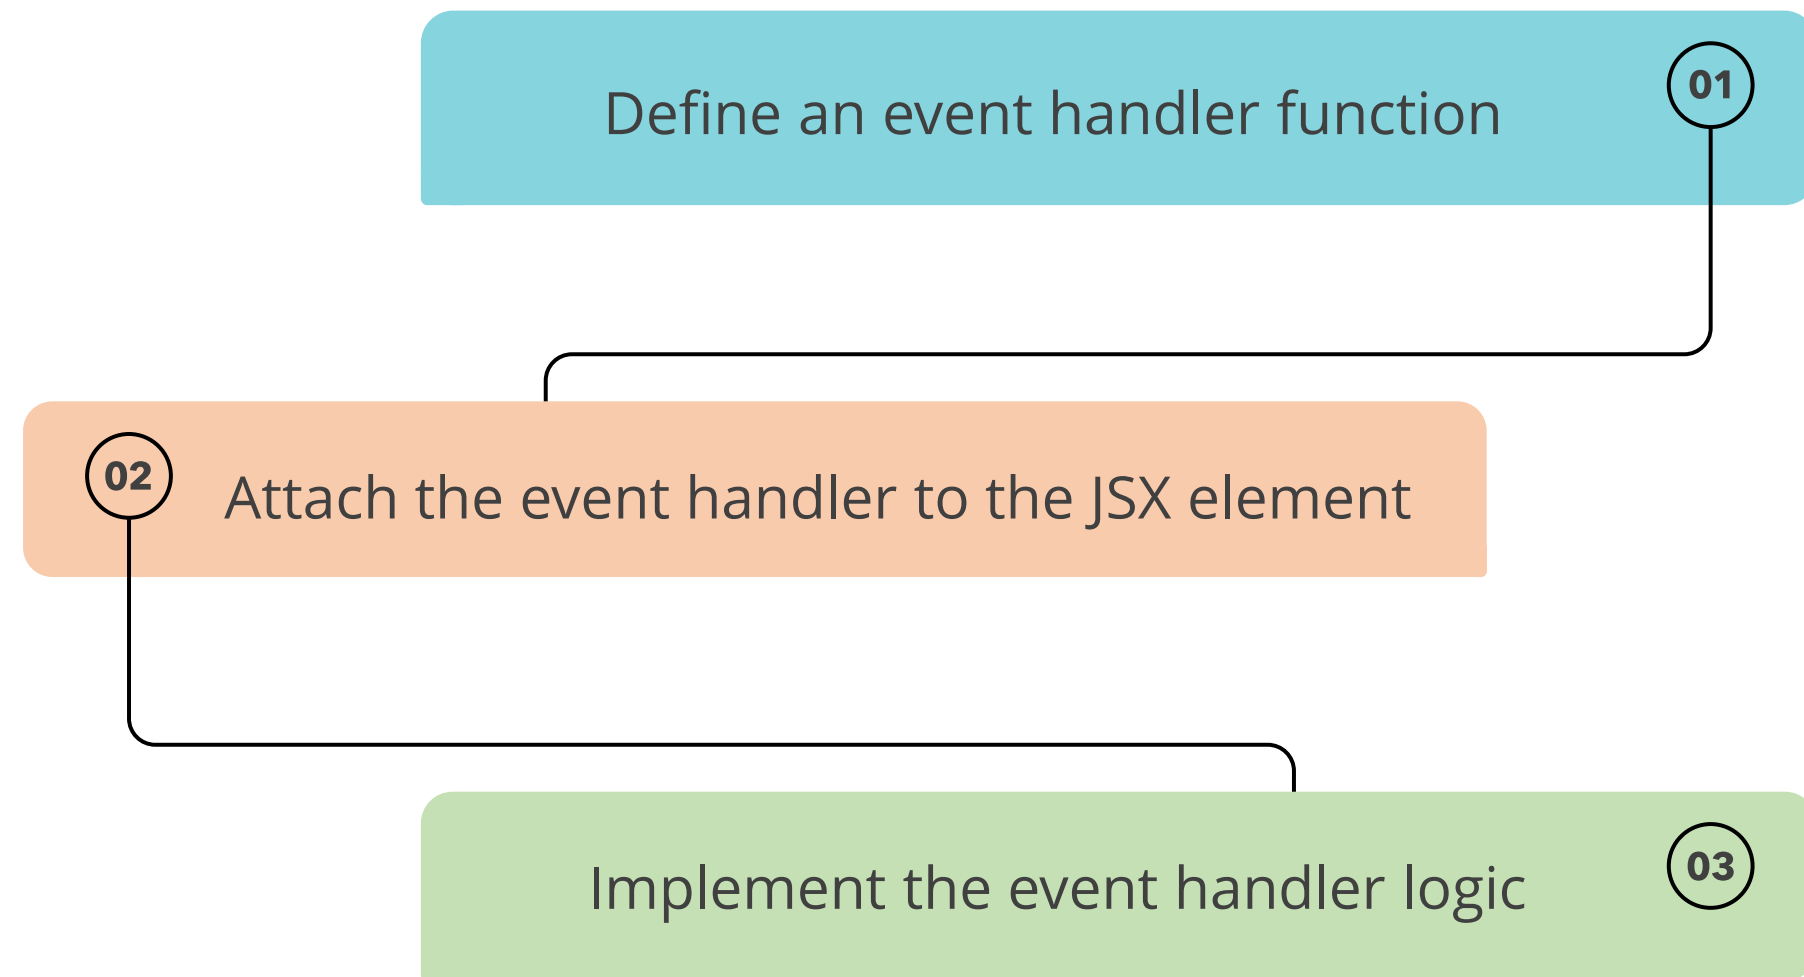 Define an event handler function
01
02
Attach the event handler to the JSX element
Implement the event handler logic
03